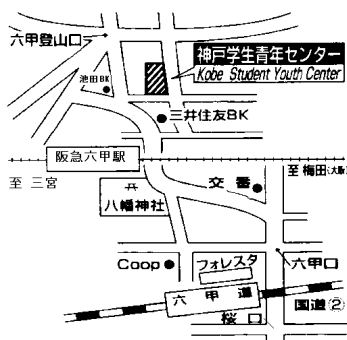 六甲登山口
神戸学生青年センター
Kobe Student Youth Center
池田BK
三井住友BK
阪急六甲駅
至 梅田(大阪)
至 三宮
八幡神社
交番
Coop
フォレスタ
六甲口
六甲道
国道②
桜口